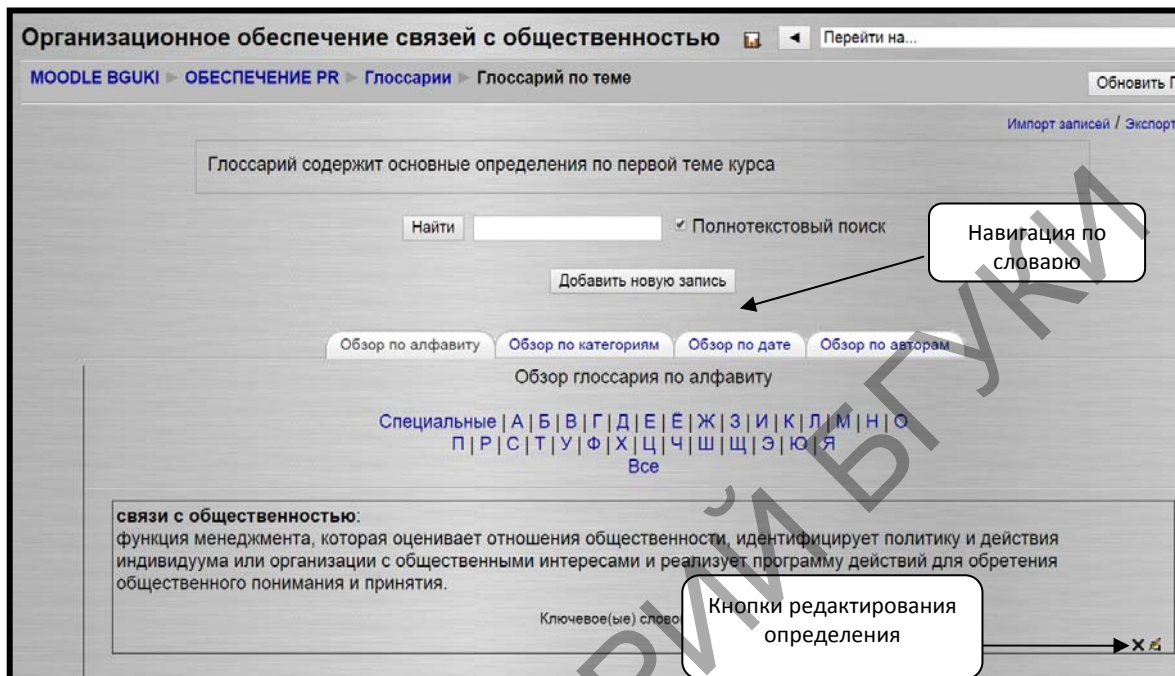 Организационное обеспечение связей с общественностью ◄ Перейти на...
MOODLE BGUKI ► ОБЕСПЕЧЕНИЕ PR ► Глоссарии ► Глоссарий по теме
Обновить
Импорт записей / Экспорт
Глоссарий содержит основные определения по первой теме курса
Найти Полнотекстовый поиск
Навигация по
словарю
Добавить новую запись
Обзор по алфавиту Обзор по категориям Обзор по дате Обзор по авторам
Обзор глоссария по алфавиту
Специальные | А | Б | В | Г | Д | Е | Ё | Ж | З | И | К | Л | М | Н | О
П | Р | С | Т | У | Ф | Х | Ц | Ч | Ш | Щ | Э | Ю | Я
Все
связи с общественностью:
функция менеджмента, которая оценивает отношения общественности, идентифицирует политику и действия
индивидуума или организации с общественными интересами и реализует программу действий для обретения
общественного понимания и принятия.
Ключевое(ые) слово
Кнопки редактирования
определения
РИЙ БГУКИ